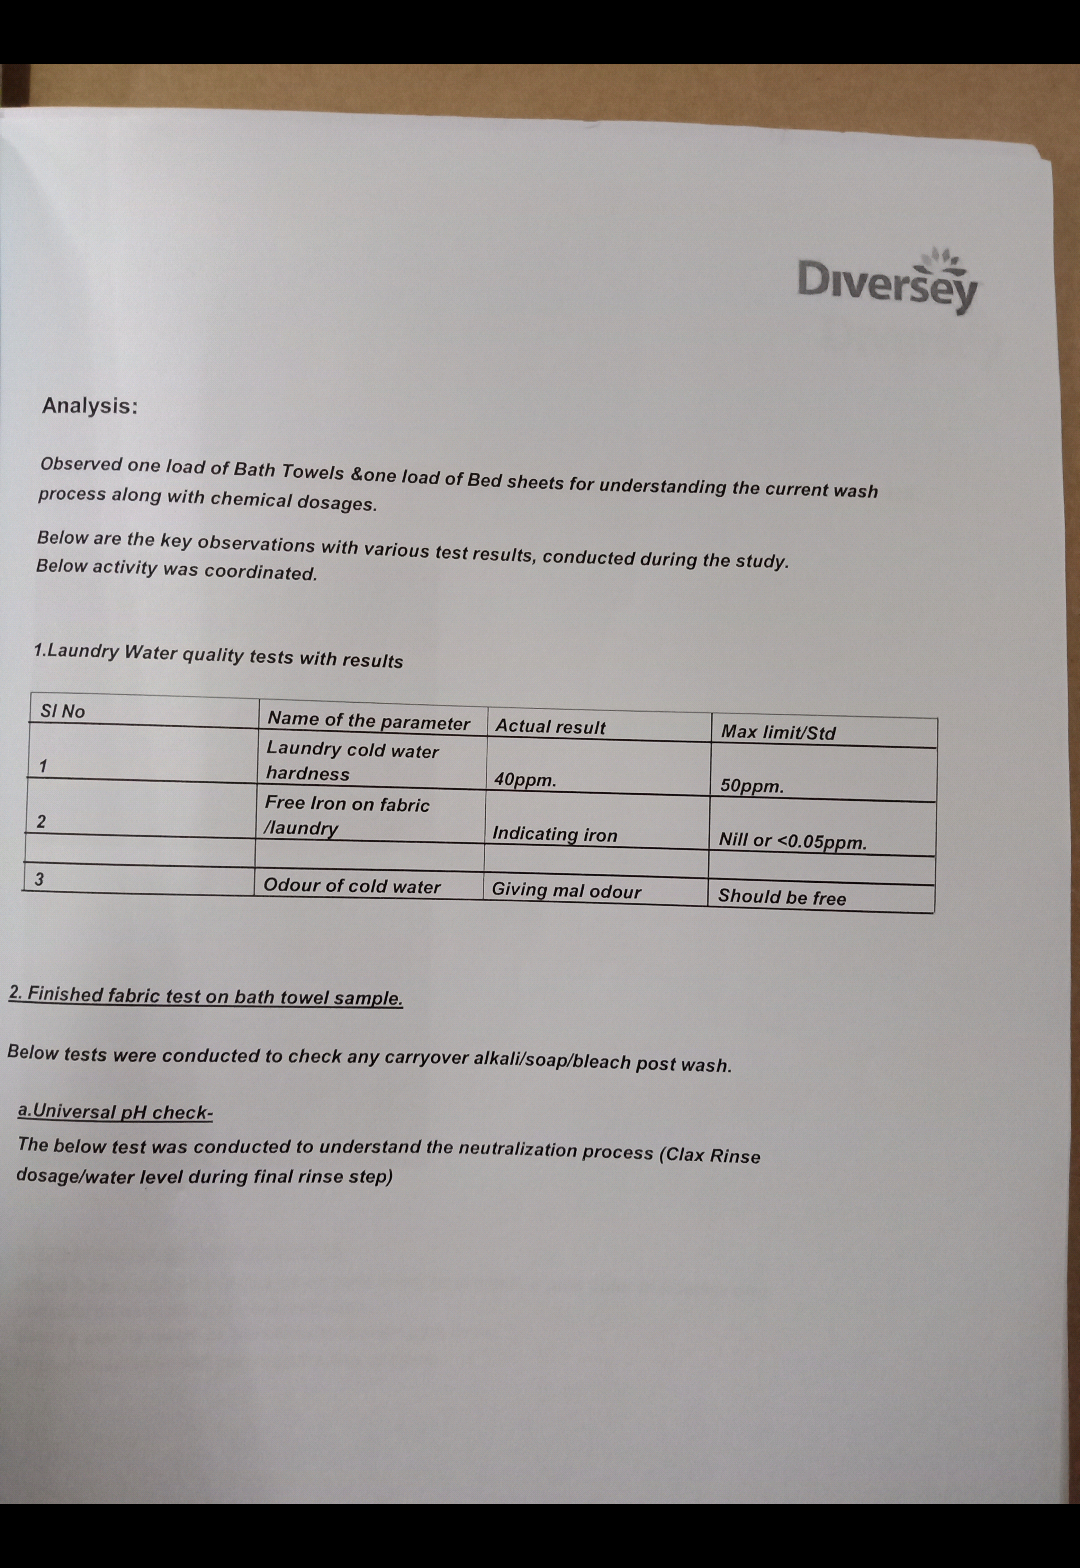 Diversey
Analysis:
Observed one load of Bath Towels &one load of Bed sheets for understanding the current wash
process along with chemical dosages.
Below are the key observations with various test results, conducted during the study.
Below activity was coordinated.
1.Laundry Water quality tests with results
SI No Name of the parameter Actual result Max limit/Std
1 Laundry cold water
hardness 40ppm. 50ppm.
2 Free Iron on fabric
/laundry Indicating iron Nill or <0.05ppm.
3 Odour of cold water Giving mal odour Should be free
2. Finished fabric test on bath towel sample.
Below tests were conducted to check any carryover alkali/soap/bleach post wash.
a.Universal pH check-
The below test was conducted to understand the neutralization process (Clax Rinse
dosage/water level during final rinse step)